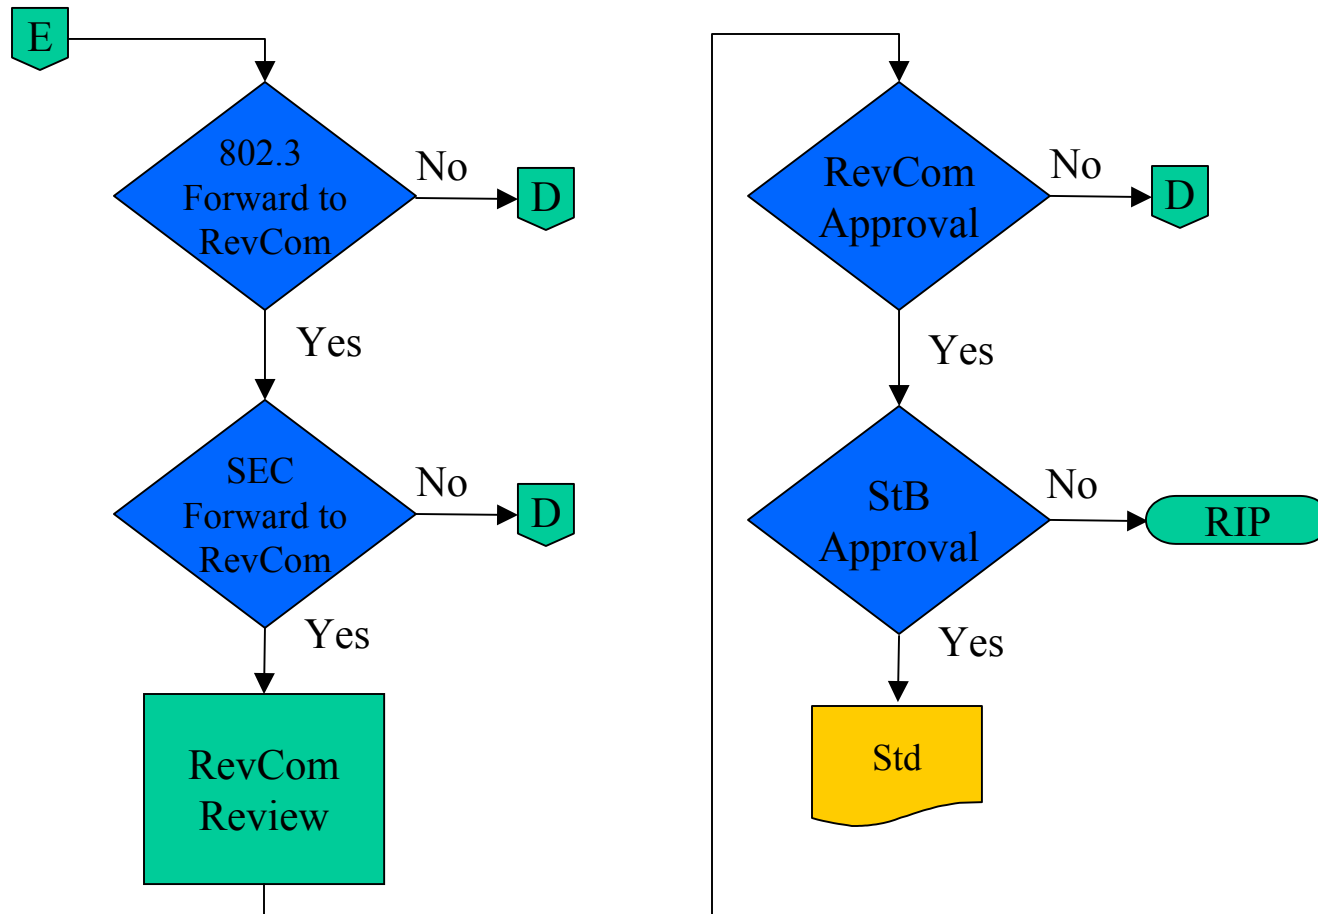 E
802.3
Forward to
RevCom
No
D
Yes
SEC
Forward to
RevCom
No
D
Yes
RevCom
Review
RevCom
Approval
No
D
Yes
StB
Approval
No
RIP
Yes
Std